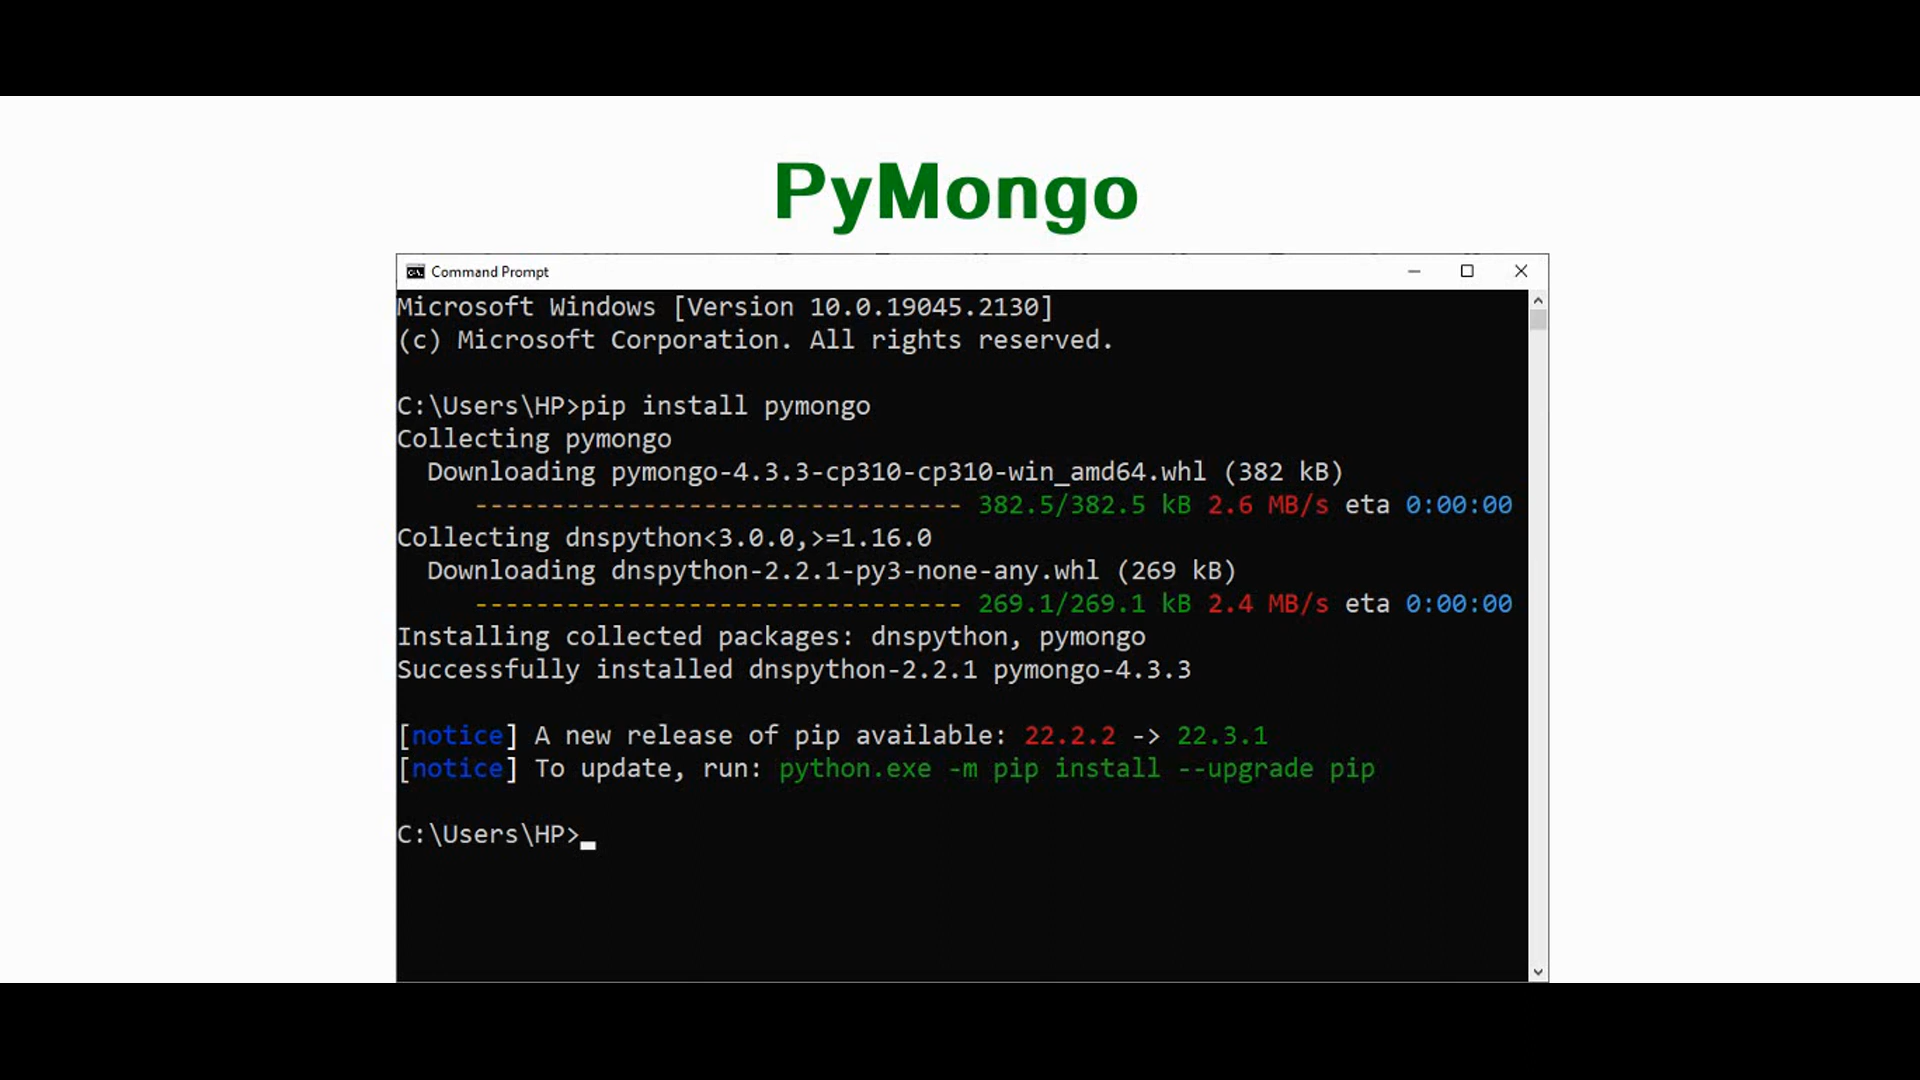 PyMongo
Command Prompt
Microsoft Windows [Version 10.0.19045.2130]
(c) Microsoft Corporation. All rights reserved.
C:\Users\HP>pip install pymongo
Collecting pymongo
  Downloading pymongo-4.3.3-cp310-cp310-win_amd64.whl (382 kB)
     -------------------------------- 382.5/382.5 kB 2.6 MB/s eta 0:00:00
Collecting dnspython<3.0.0,>=1.16.0
  Downloading dnspython-2.2.1-py3-none-any.whl (269 kB)
     -------------------------------- 269.1/269.1 kB 2.4 MB/s eta 0:00:00
Installing collected packages: dnspython, pymongo
Successfully installed dnspython-2.2.1 pymongo-4.3.3
[notice] A new release of pip available: 22.2.2 -> 22.3.1
[notice] To update, run: python.exe -m pip install --upgrade pip
C:\Users\HP>